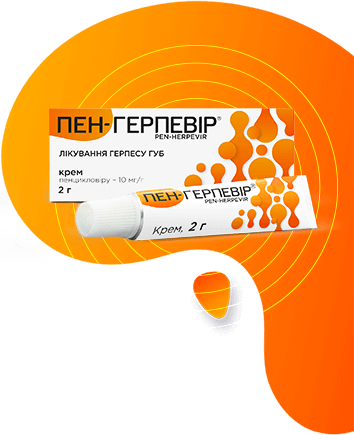 ПЕН-ГЕРПЕВІР®
PEN-HERPEVIR
ЛІКУВАННЯ ГЕРПЕСУ ГУБ
крем
пенцикловіру – 10 мг/г
2 г
ПЕН-ГЕРПЕВІР®
PEN-HERPEVIR
Крем, 2 г